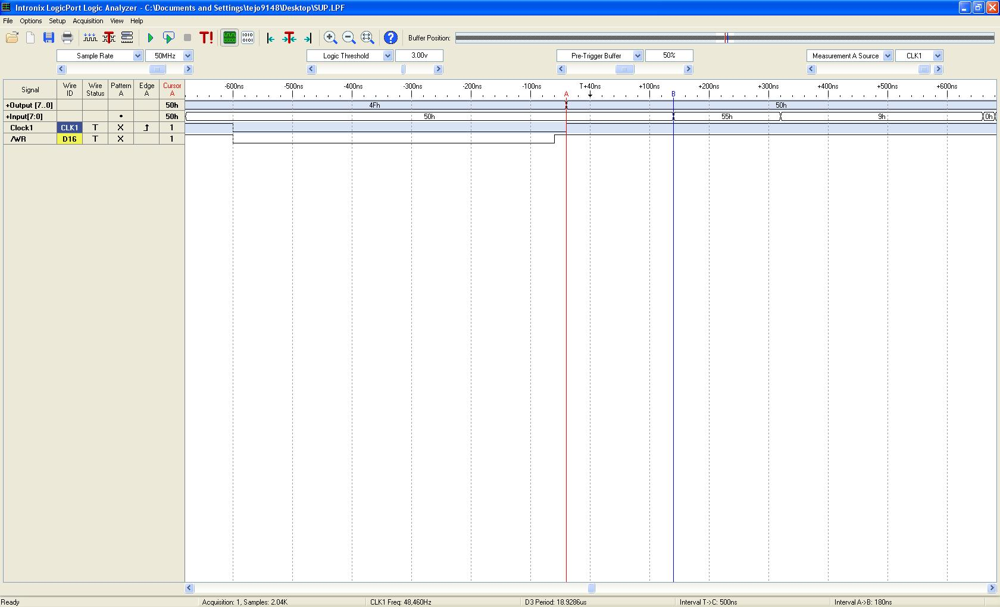 Intronix LogicPort Logic Analyzer - C:\Documents and Settings\tejo9148\Desktop\SUP.LPF
File Options Setup Acquisition View Help
T! 1010 0101 ? Buffer Position:
Sample Rate 50MHz Logic Threshold 3.00v Pre-Trigger Buffer 50% Measurement A Source CLK1
Signal Wire ID Wire Status Pattern A Edge A Cursor A -600ns -500ns -400ns -300ns -200ns -100ns T+40ns +100ns +200ns +300ns +400ns +500ns +600ns
A B
+Output [7..0] 50h 4Fh 50h
+Input[7:0] • 50h 50h 55h 9h 0h
Clock1 CLK1 T X 1
/WR D16 T X 1
Ready Acquisition: 1, Samples: 2.04K CLK1 Freq: 48,460Hz D3 Period: 18.9286us Interval T->C: 500ns Interval A->B: 180ns